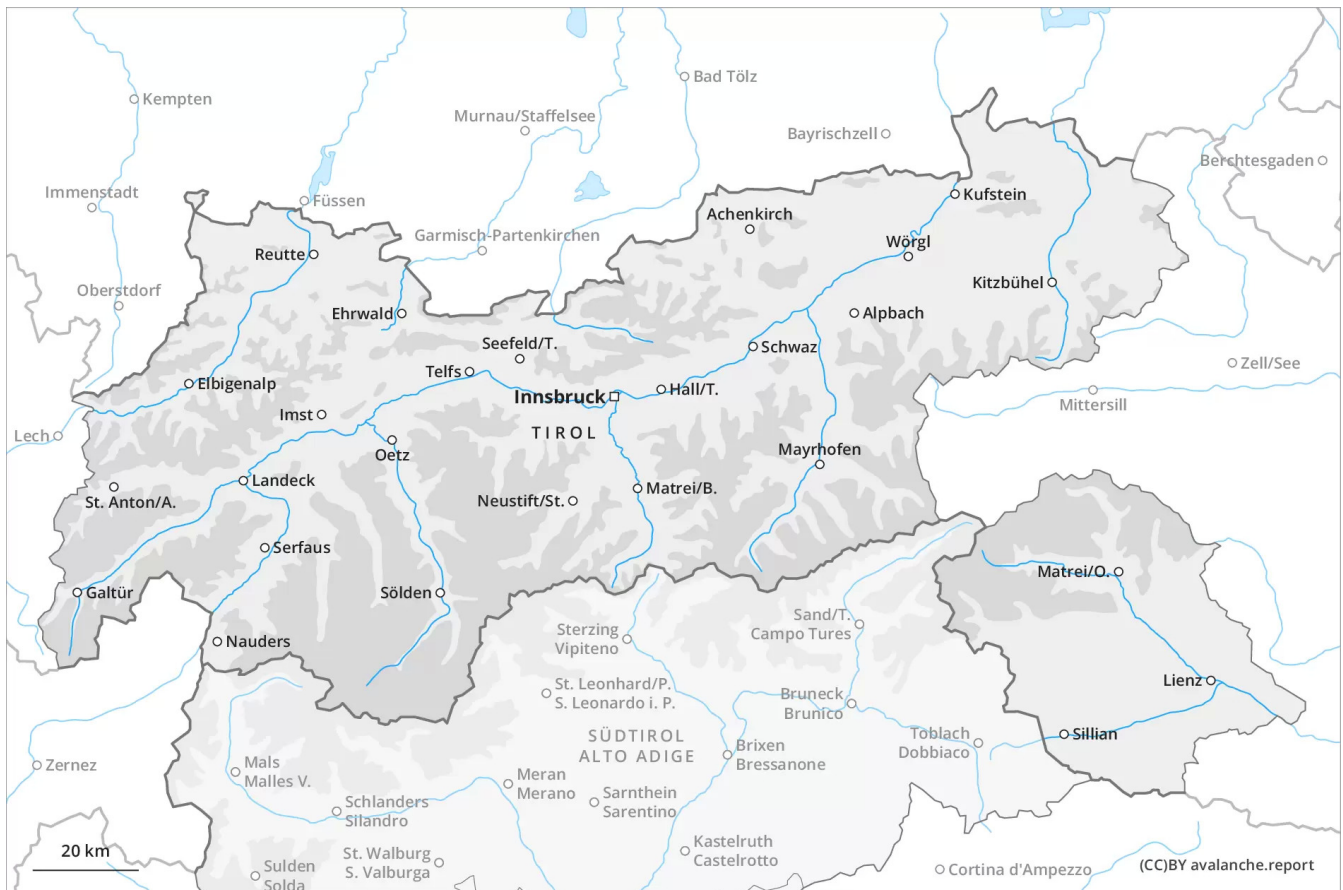 Bad Tölz
Kempten
Murnau/Staffelsee
Bayrischzell
Berchtesgaden
Immenstadt
Füssen
Kufstein
Achenkirch
Garmisch-Partenkirchen
Wörgl
Reutte
Kitzbühel
Oberstdorf
Ehrwald
Alpbach
Seefeld/T.
Schwaz
Zell/See
Telfs
Elbigenalp
Hall/T.
Innsbruck
Mittersill
Imst
TIROL
Lech
Oetz
Mayrhofen
Landeck
St. Anton/A.
Neustift/St.
Matrei/B.
Serfaus
Matrei/O.
Galtür
Sölden
Sand/T.
Campo Tures
Sterzing
Vipiteno
Nauders
Lienz
St. Leonhard/P.
S. Leonardo i. P.
Bruneck
Brunico
SÜDTIROL
ALTO ADIGE
Toblach
Dobbiaco
Sillian
Brixen
Bressanone
Zernez
Mals
Malles V.
Meran
Merano
Sarnthein
Sarentino
Schlanders
Silandro
Kastelruth
Castelrotto
20 km
St. Walburg
S. Valburga
Sulden
Solda
Cortina d'Ampezzo
(CC)BY avalanche.report